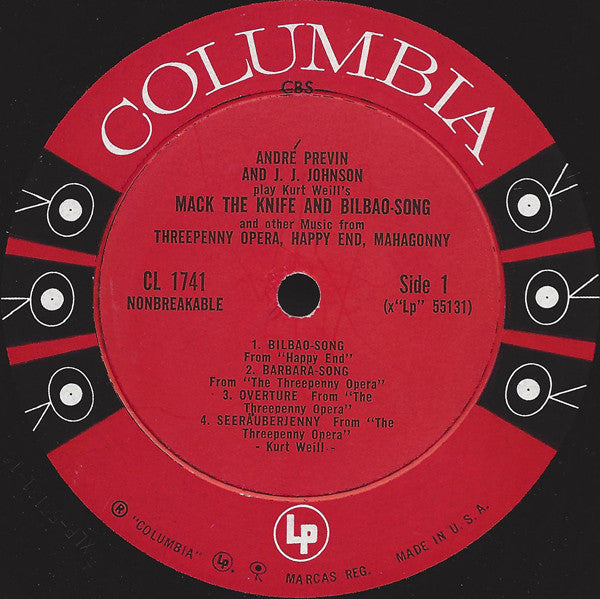 COLUMBIA
CBS
ANDRÉ PREVIN
AND J. J. JOHNSON
play Kurt Weill's
MACK THE KNIFE AND BILBAO-SONG
and other Music from
THREEPENNY OPERA, HAPPY END, MAHAGONNY
CL 1741
NONBREAKABLE
Side 1
(x"Lp" 55131)
1. BILBAO-SONG
From "Happy End"
2. BARBARA-SONG
From "The Threepenny Opera"
3. OVERTURE From "The
Threepenny Opera"
4. SEERÄUBERJENNY From "The
Threepenny Opera"
- Kurt Weill -
Lp
® "COLUMBIA" Lp ® MARCAS REG. MADE IN U.S.A.